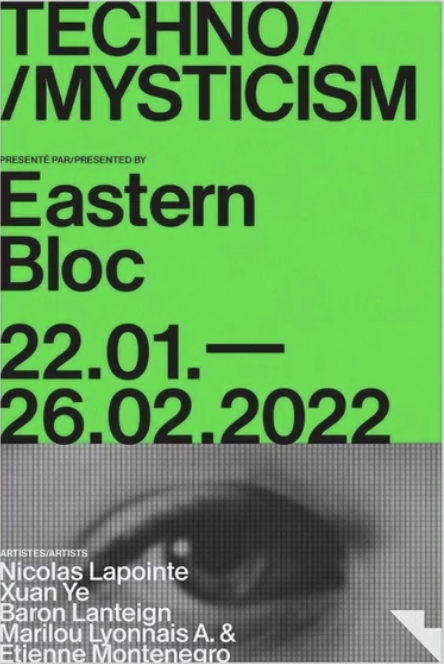 TECHNO/
/MYSTICISM
PRESENTÉ PAR/PRESENTED BY
Eastern
Bloc
22.01.—
26.02.2022
ARTISTES/ARTISTS
Nicolas Lapointe
Xuan Ye
Baron Lanteign
Marilou Lyonnais A. &
Etienne Montenegro